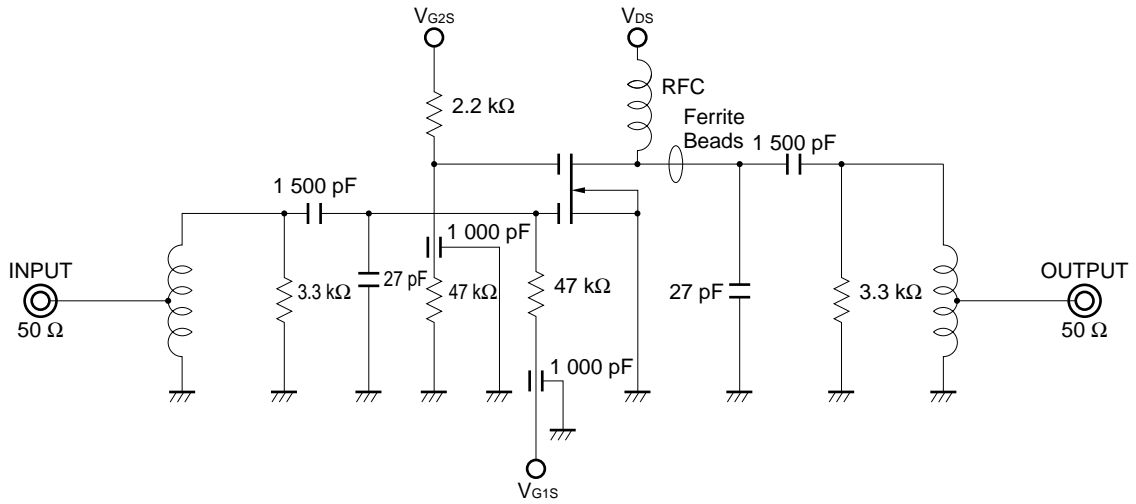 VG2S
VDS
RFC
2.2 kΩ
Ferrite
Beads
1 500 pF
1 500 pF
1 000 pF
INPUT
50 Ω
3.3 kΩ
27 pF
47 kΩ
47 kΩ
27 pF
3.3 kΩ
OUTPUT
50 Ω
1 000 pF
VG1S